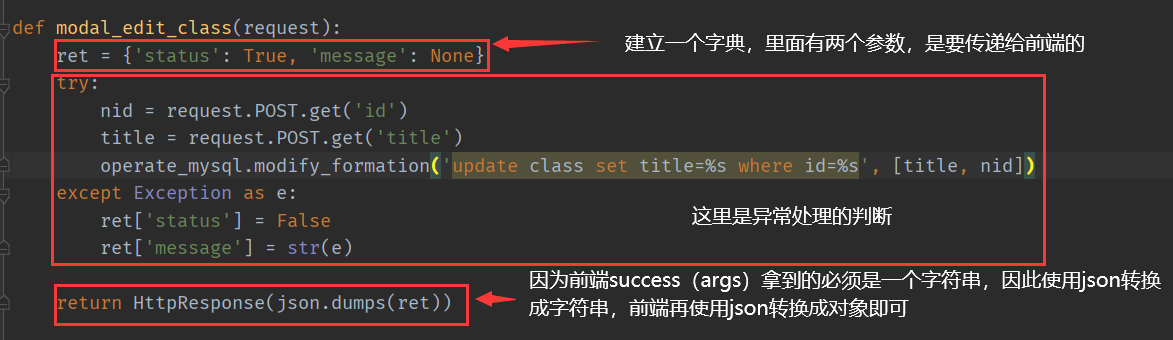 def modal_edit_class(request):
建立一个字典，里面有两个参数，是要传递给前端的
ret = {'status': True, 'message': None}
try:
nid = request.POST.get('id')
title = request.POST.get('title')
operate_mysql.modify_formation('update class set title=%s where id=%s', [title, nid])
except Exception as e:
ret['status'] = False
这里是异常处理的判断
ret['message'] = str(e)
因为前端success（args）拿到的必须是一个字符串，因此使用json转换
成字符串，前端再使用json转换成对象即可
return HttpResponse(json.dumps(ret))